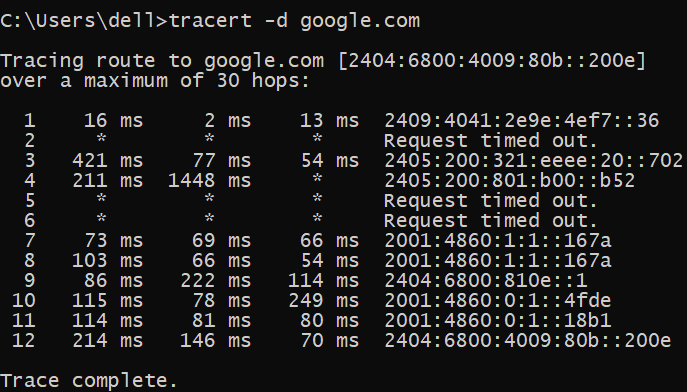 C:\Users\dell>tracert -d google.com
Tracing route to google.com [2404:6800:4009:80b::200e]
over a maximum of 30 hops:
1 16 ms 2 ms 13 ms 2409:4041:2e9e:4ef7::36
2 * * * Request timed out.
3 421 ms 77 ms 54 ms 2405:200:321:eeee:20::702
4 211 ms 1448 ms * 2405:200:801:b00::b52
5 * * * Request timed out.
6 * * * Request timed out.
7 73 ms 69 ms 66 ms 2001:4860:1:1::167a
8 103 ms 66 ms 54 ms 2001:4860:1:1::167a
9 86 ms 222 ms 114 ms 2404:6800:810e::1
10 115 ms 78 ms 249 ms 2001:4860:0:1::4fde
11 114 ms 81 ms 80 ms 2001:4860:0:1::18b1
12 214 ms 146 ms 70 ms 2404:6800:4009:80b::200e
Trace complete.